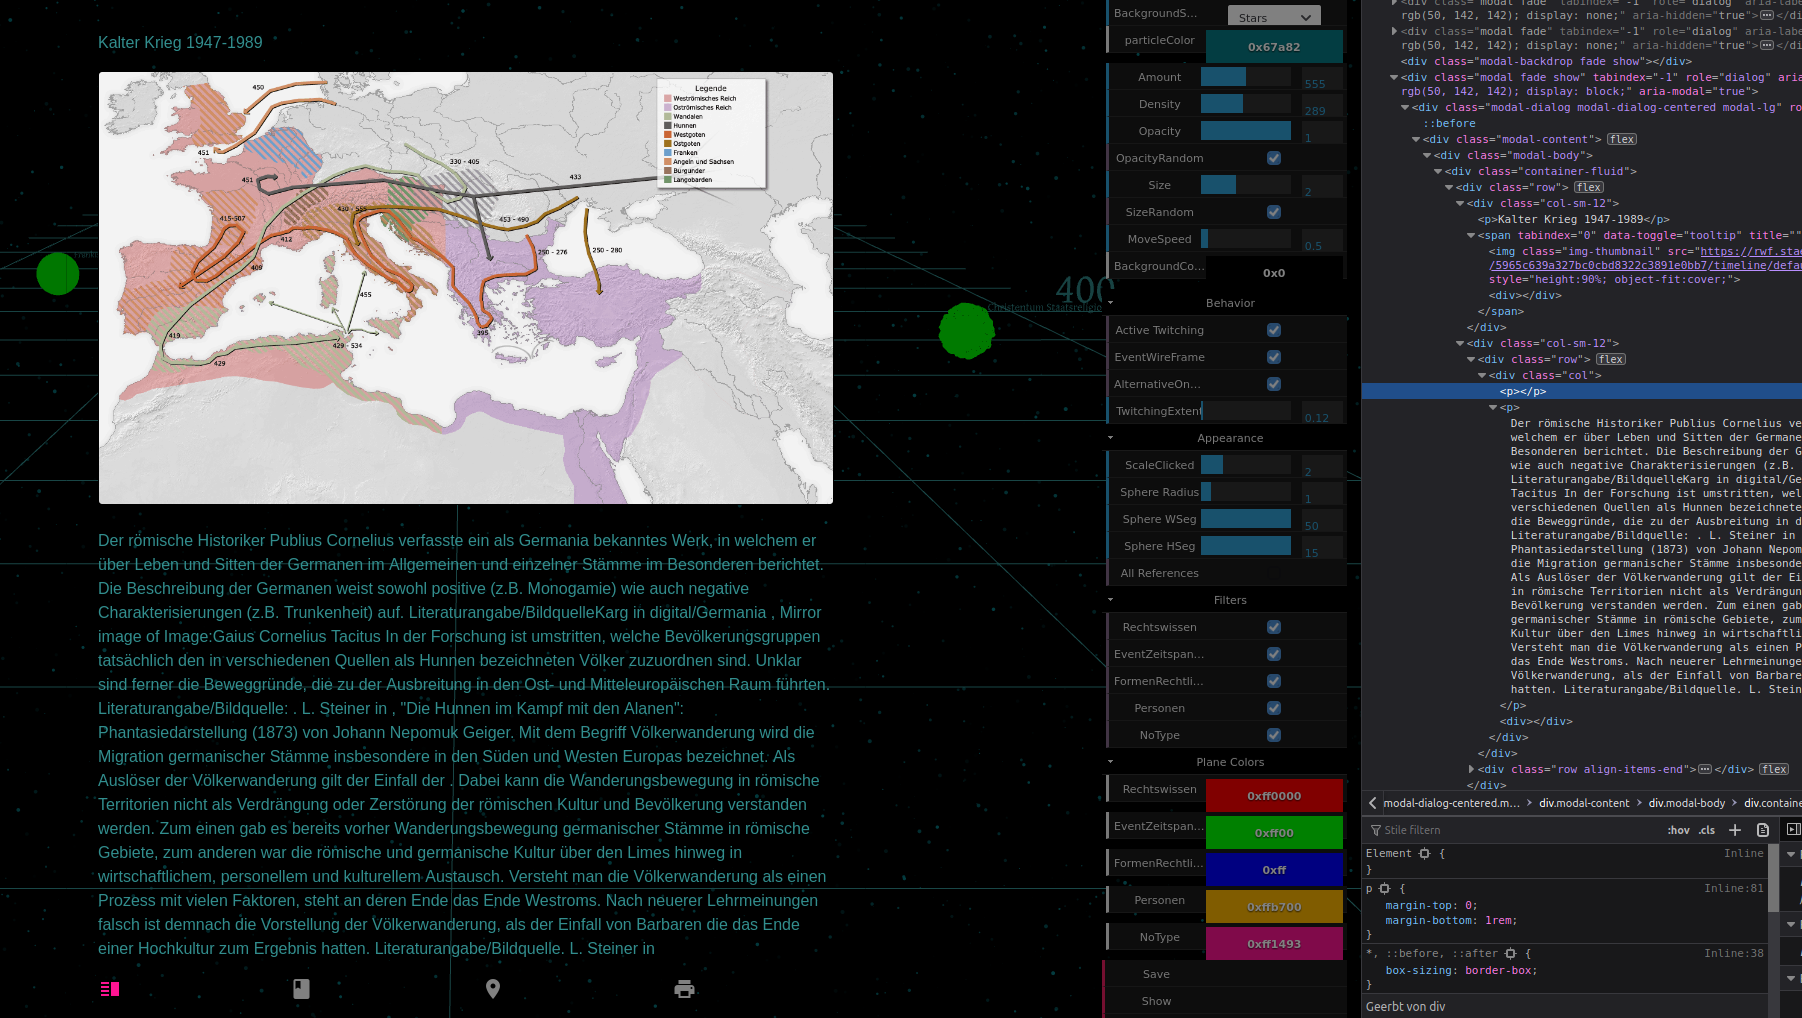 Kalter Krieg 1947-1989
Legende
Weströmisches Reich
Oströmisches Reich
Wandalen
Hunnen
Westgoten
Ostgoten
Franken
Angeln und Sachsen
Burgunder
Langobarden
450
451
451
330 - 405
433
415-507
430 - 555
453 - 490
412
250 - 276
250 - 280
409
455
395
419
429 - 534
429
400
Christentum Staatsreligie
Der römische Historiker Publius Cornelius verfasste ein als Germania bekanntes Werk, in welchem er
über Leben und Sitten der Germanen im Allgemeinen und einzelner Stämme im Besonderen berichtet.
Die Beschreibung der Germanen weist sowohl positive (z.B. Monogamie) wie auch negative
Charakterisierungen (z.B. Trunkenheit) auf. Literaturangabe/BildquelleKarg in digital/Germania , Mirror
image of Image:Gaius Cornelius Tacitus In der Forschung ist umstritten, welche Bevölkerungsgruppen
tatsächlich den in verschiedenen Quellen als Hunnen bezeichneten Völker zuzuordnen sind. Unklar
sind ferner die Beweggründe, die zu der Ausbreitung in den Ost- und Mitteleuropäischen Raum führten.
Literaturangabe/Bildquelle: . L. Steiner in , "Die Hunnen im Kampf mit den Alanen":
Phantasiedarstellung (1873) von Johann Nepomuk Geiger. Mit dem Begriff Völkerwanderung wird die
Migration germanischer Stämme insbesondere in den Süden und Westen Europas bezeichnet. Als
Auslöser der Völkerwanderung gilt der Einfall der . Dabei kann die Wanderungsbewegung in römische
Territorien nicht als Verdrängung oder Zerstörung der römischen Kultur und Bevölkerung verstanden
werden. Zum einen gab es bereits vorher Wanderungsbewegung germanischer Stämme in römische
Gebiete, zum anderen war die römische und germanische Kultur über den Limes hinweg in
wirtschaftlichem, personellem und kulturellem Austausch. Versteht man die Völkerwanderung als einen
Prozess mit vielen Faktoren, steht an deren Ende das Ende Westroms. Nach neuerer Lehrmeinungen
falsch ist demnach die Vorstellung der Völkerwanderung, als der Einfall von Barbaren die das Ende
einer Hochkultur zum Ergebnis hatten. Literaturangabe/Bildquelle. L. Steiner in
BackgroundS... Stars
particleColor 0x67a82
Amount 555
Density 289
Opacity 1
OpacityRandom
Size 2
SizeRandom
MoveSpeed 0.5
BackgroundCo... 0x0
Behavior
Active Twitching
EventWireFrame
AlternativeOn...
TwitchingExtent 0.12
Appearance
ScaleClicked 2
Sphere Radius 1
Sphere WSeg 50
Sphere HSeg 15
All References
Filters
Rechtswissen
EventZeitspan...
FormenRechtli...
Personen
NoType
Plane Colors
Rechtswissen 0xff0000
EventZeitspan... 0xff00
FormenRechtli... 0xff
Personen 0xffb700
NoType 0xff1493
Save
Show
<div class="modal fade" tabindex="-1" role="dialog" aria-labe
rgb(50, 142, 142); display: none;" aria-hidden="true"> </di
<div class="modal fade" tabindex="-1" role="dialog" aria-labe
rgb(50, 142, 142); display: none;" aria-hidden="true"> </di
<div class="modal-backdrop fade show"></div>
<div class="modal fade show" tabindex="-1" role="dialog" aria
rgb(50, 142, 142); display: block;" aria-modal="true">
<div class="modal-dialog modal-dialog-centered modal-lg" ro
::before
<div class="modal-content"> flex
<div class="modal-body">
<div class="container-fluid">
<div class="row"> flex
<div class="col-sm-12">
<p>Kalter Krieg 1947-1989</p>
<span tabindex="0" data-toggle="tooltip" title=""
<img class="img-thumbnail" src="https://rwf.stad
/5965c639a327bc0cbd8322c3891e0bb7/timeline/defau
style="height:90%; object-fit:cover;">
<div></div>
</span>
</div>
<div class="col-sm-12">
<div class="row"> flex
<div class="col">
<p></p>
<p>
Der römische Historiker Publius Cornelius ve
welchem er über Leben und Sitten der Germane
Besonderen berichtet. Die Beschreibung der G
wie auch negative Charakterisierungen (z.B.
Literaturangabe/BildquelleKarg in digital/Ge
Tacitus In der Forschung ist umstritten, wel
verschiedenen Quellen als Hunnen bezeichnete
die Beweggründe, die zu der Ausbreitung in d
Literaturangabe/Bildquelle: . L. Steiner in
Phantasiedarstellung (1873) von Johann Nepom
die Migration germanischer Stämme insbesonde
Als Auslöser der Völkerwanderung gilt der Ei
in römische Territorien nicht als Verdrängun
Bevölkerung verstanden werden. Zum einen gab
germanischer Stämme in römische Gebiete, zum
Kultur über den Limes hinweg in wirtschaftli
Versteht man die Völkerwanderung als einen P
das Ende Westroms. Nach neuerer Lehrmeinunge
Völkerwanderung, als der Einfall von Barbare
hatten. Literaturangabe/Bildquelle. L. Stein
</p>
<div></div>
</div>
</div>
<div class="row align-items-end"> </div> flex
</div>
modal-dialog-centered.m... › div.modal-content › div.modal-body › div.containe
Stile filtern :hov .cls +
Element { Inline
}
p { Inline:81
margin-top: 0;
margin-bottom: 1rem;
}
*, ::before, ::after { Inline:38
box-sizing: border-box;
}
Geerbt von div